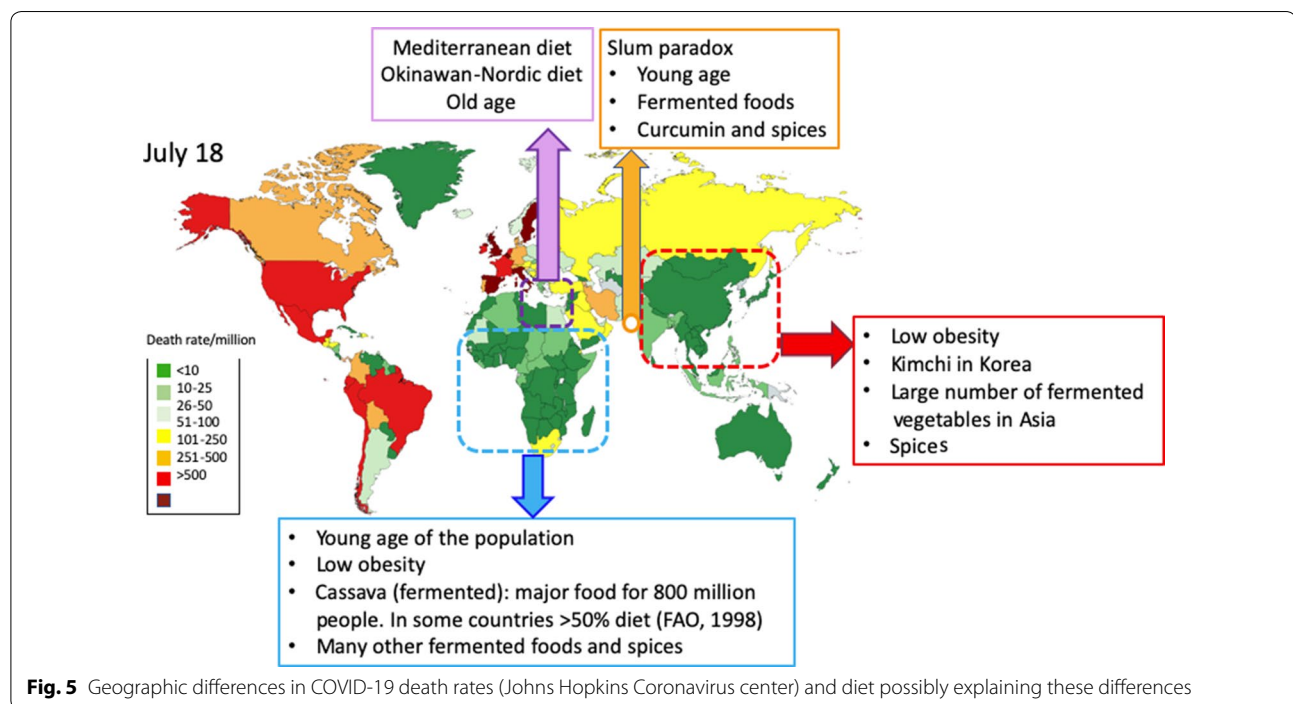 Mediterranean diet
Okinawan-Nordic diet
Old age
Slum paradox
• Young age
• Fermented foods
• Curcumin and spices
July 18
Death rate/million
<10
10-25
26-50
51-100
101-250
251-500
>500
• Low obesity
• Kimchi in Korea
• Large number of fermented
vegetables in Asia
• Spices
• Young age of the population
• Low obesity
• Cassava (fermented): major food for 800 million
people. In some countries >50% diet (FAO, 1998)
• Many other fermented foods and spices
Fig. 5 Geographic differences in COVID-19 death rates (Johns Hopkins Coronavirus center) and diet possibly explaining these differences